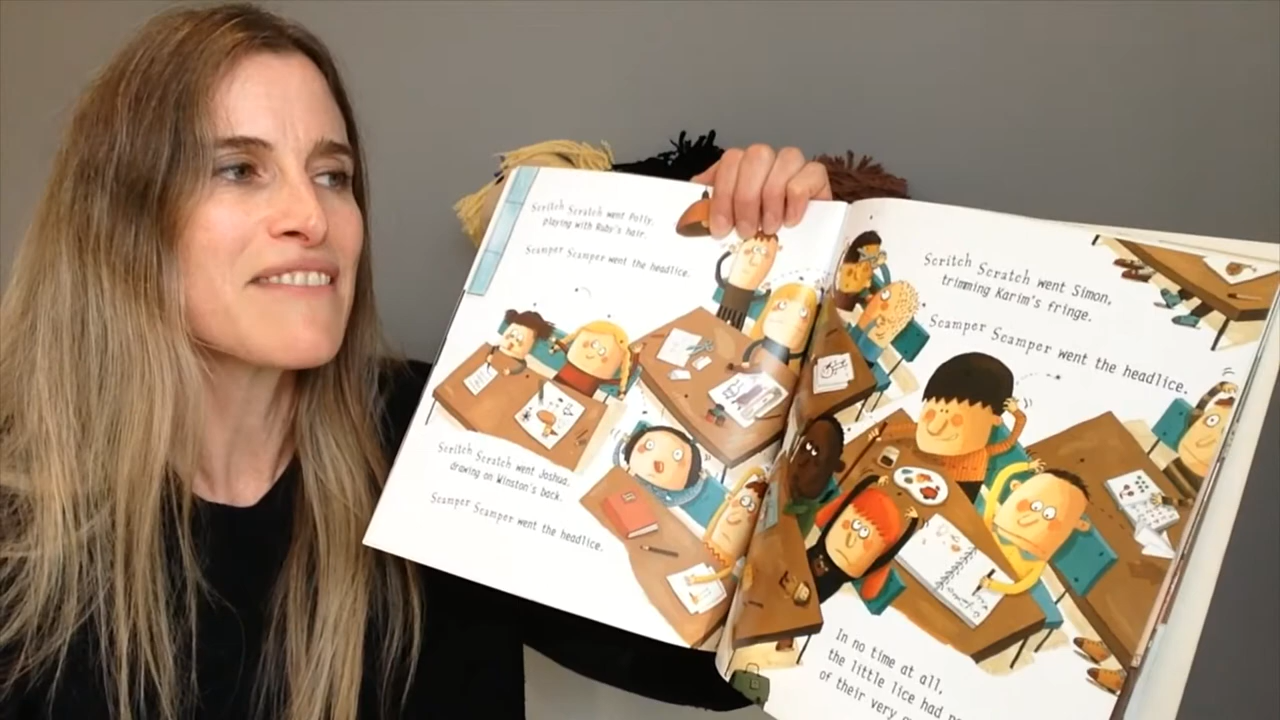 Scritch Scratch went Polly,
playing with Ruby's hair.
Scamper Scamper went the headlice.
Scritch Scratch went Joshua,
drawing on Winston's back.
Scamper Scamper went the headlice.
Scritch Scratch went Simon,
trimming Karim's fringe.
Scamper Scamper went the headlice.
In no time at all,
the little lice had
of their very